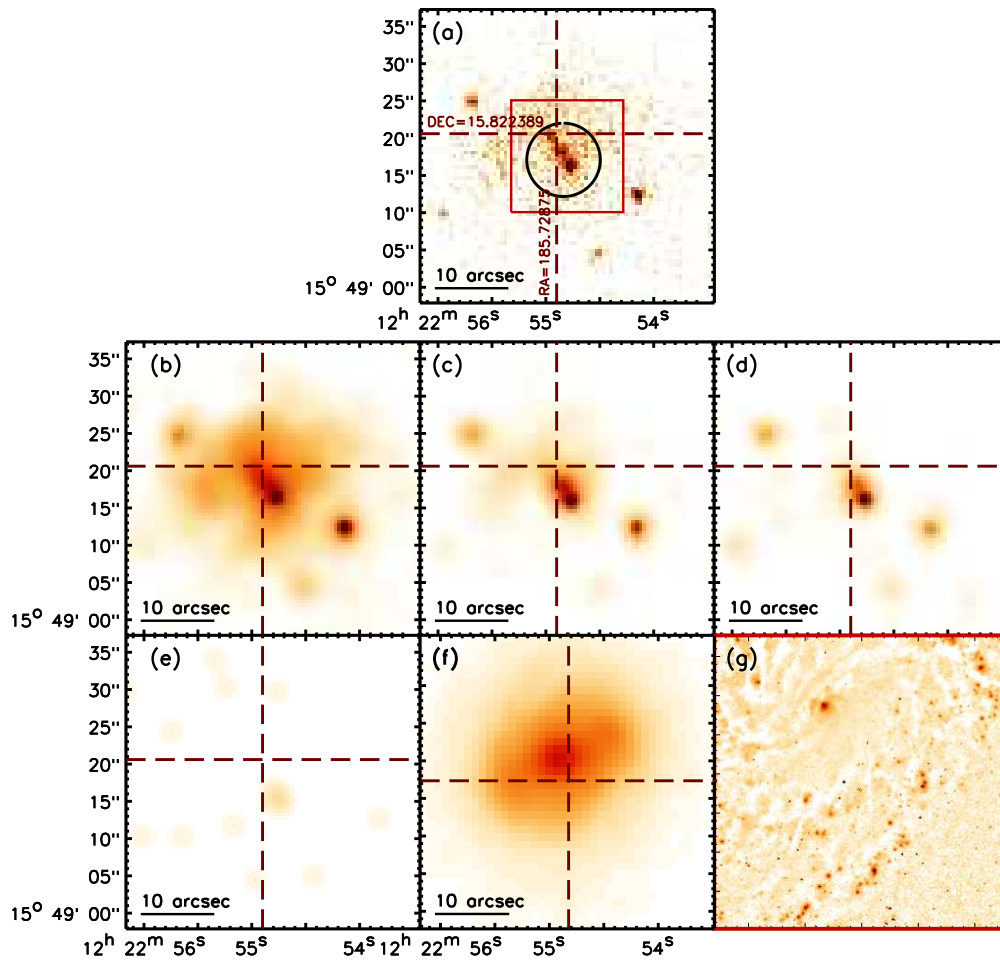 (a)
35"
30"
25"
20"
15"
10"
05"
15° 49' 00"
DEC=15.822389
RA=185.72875
10 arcsec
12ʰ 22ᵐ 56ˢ 55ˢ 54ˢ
(b) (c) (d)
35"
30"
25"
20"
15"
10"
05"
15° 49' 00"
10 arcsec 10 arcsec 10 arcsec
(e) (f) (g)
35"
30"
25"
20"
15"
10"
05"
15° 49' 00"
10 arcsec 10 arcsec
12ʰ 22ᵐ 56ˢ 55ˢ 54ˢ 12ʰ 22ᵐ 56ˢ 55ˢ 54ˢ